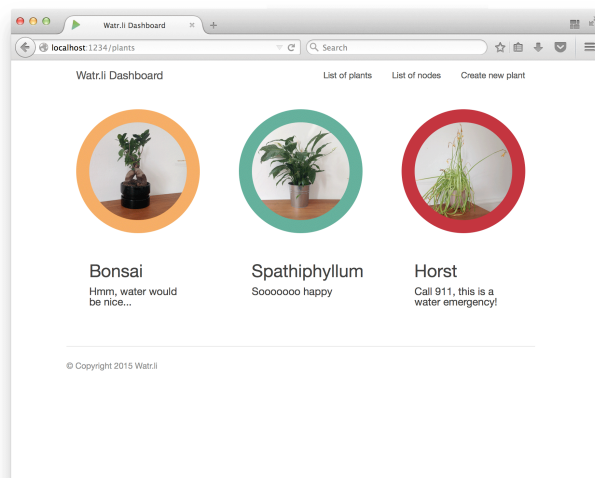 Watr.li Dashboard
localhost:1234/plants
Search
Watr.li Dashboard
List of plants
List of nodes
Create new plant
Bonsai
Hmm, water would
be nice...
Spathiphyllum
Sooooooo happy
Horst
Call 911, this is a
water emergency!
© Copyright 2015 Watr.li